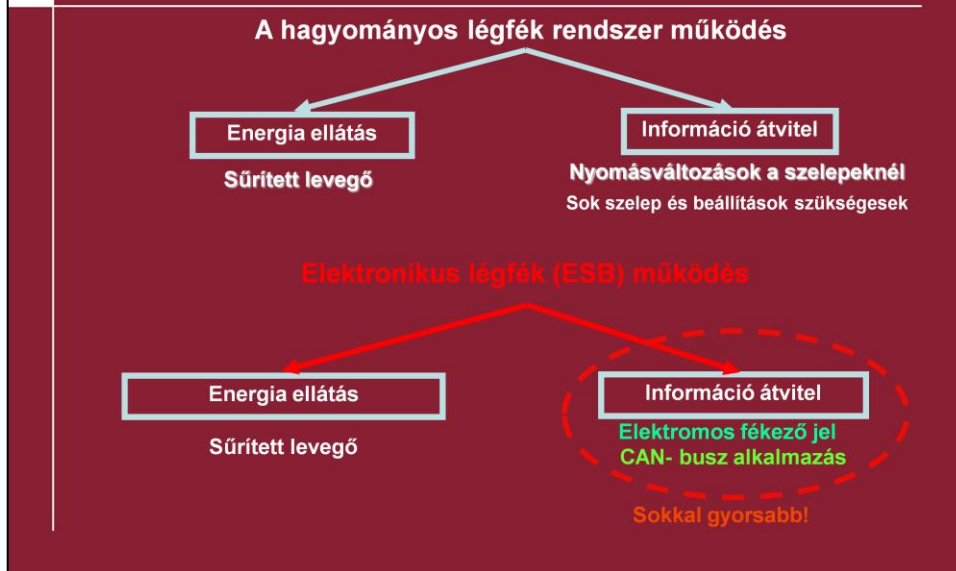 A hagyományos légfék rendszer működés
Energia ellátás
Sűrített levegő
Információ átvitel
Nyomásváltozások a szelepeknél
Sok szelep és beállítások szükségesek
Elektronikus légfék (ESB) működés
Energia ellátás
Sűrített levegő
Információ átvitel
Elektromos fékező jel
CAN- busz alkalmazás
Sokkal gyorsabb!